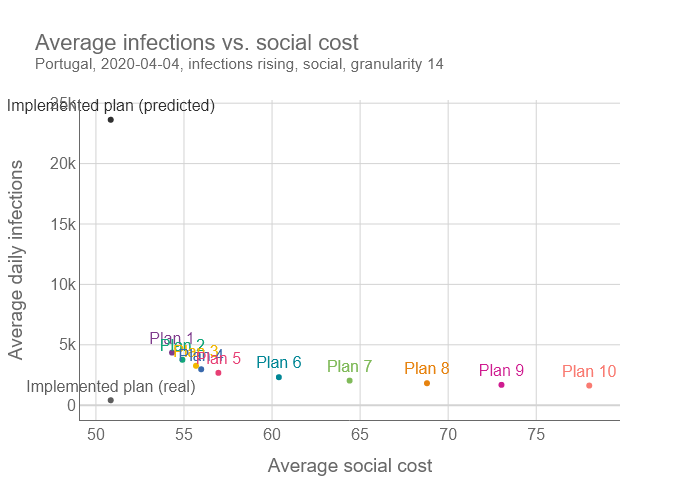 Average infections vs. social cost
Portugal, 2020-04-04, infections rising, social, granularity 14
Implemented plan (predicted)
25k
20k
15k
10k
5k
0
Average daily infections
Plan 1
Plan 2
Plan 3
Plan 4
Plan 5
Plan 6
Plan 7
Plan 8
Plan 9
Plan 10
Implemented plan (real)
50
55
60
65
70
75
Average social cost